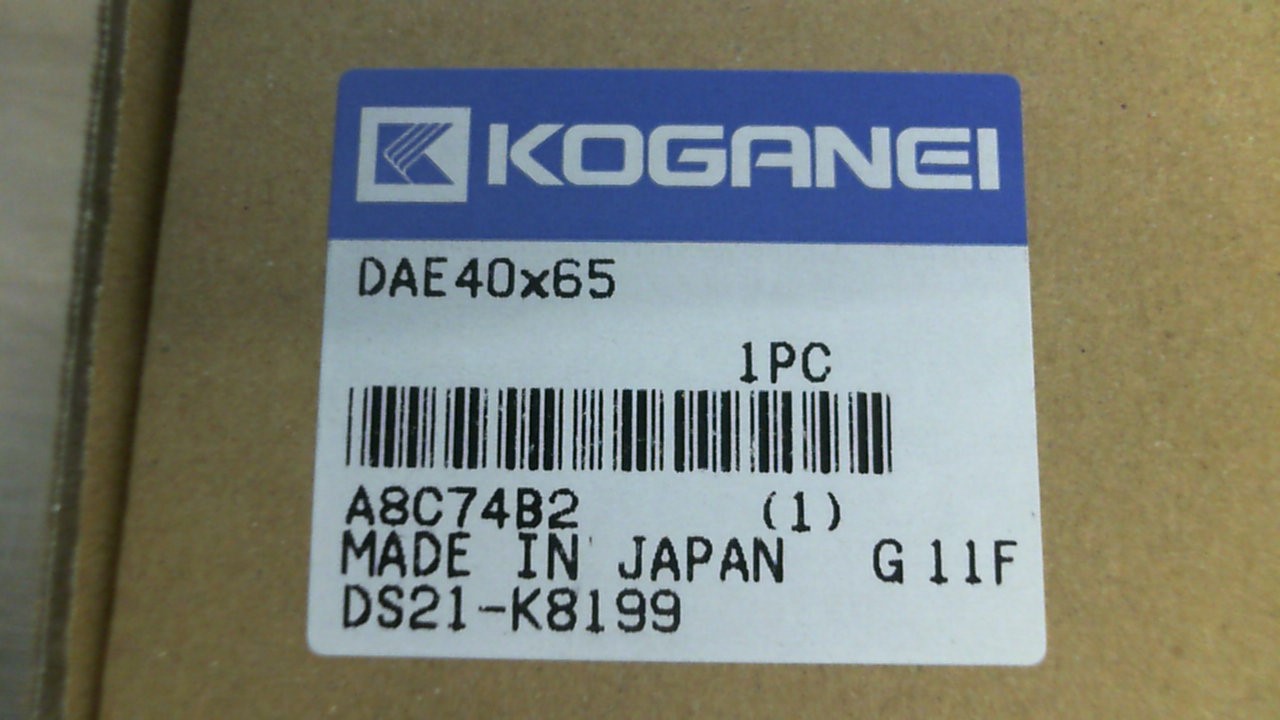 KOGANEI
DAE40x65
1PC
A8C74B2 (1)
MADE IN JAPAN G11F
DS21-K8199